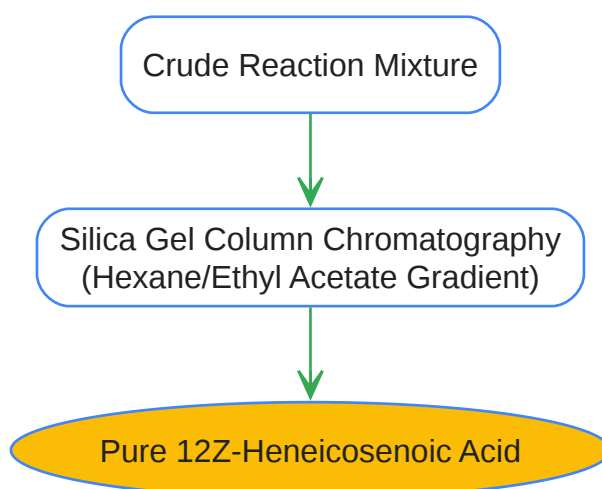 Crude Reaction Mixture
Silica Gel Column Chromatography
(Hexane/Ethyl Acetate Gradient)
Pure 12Z-Heneicosenoic Acid